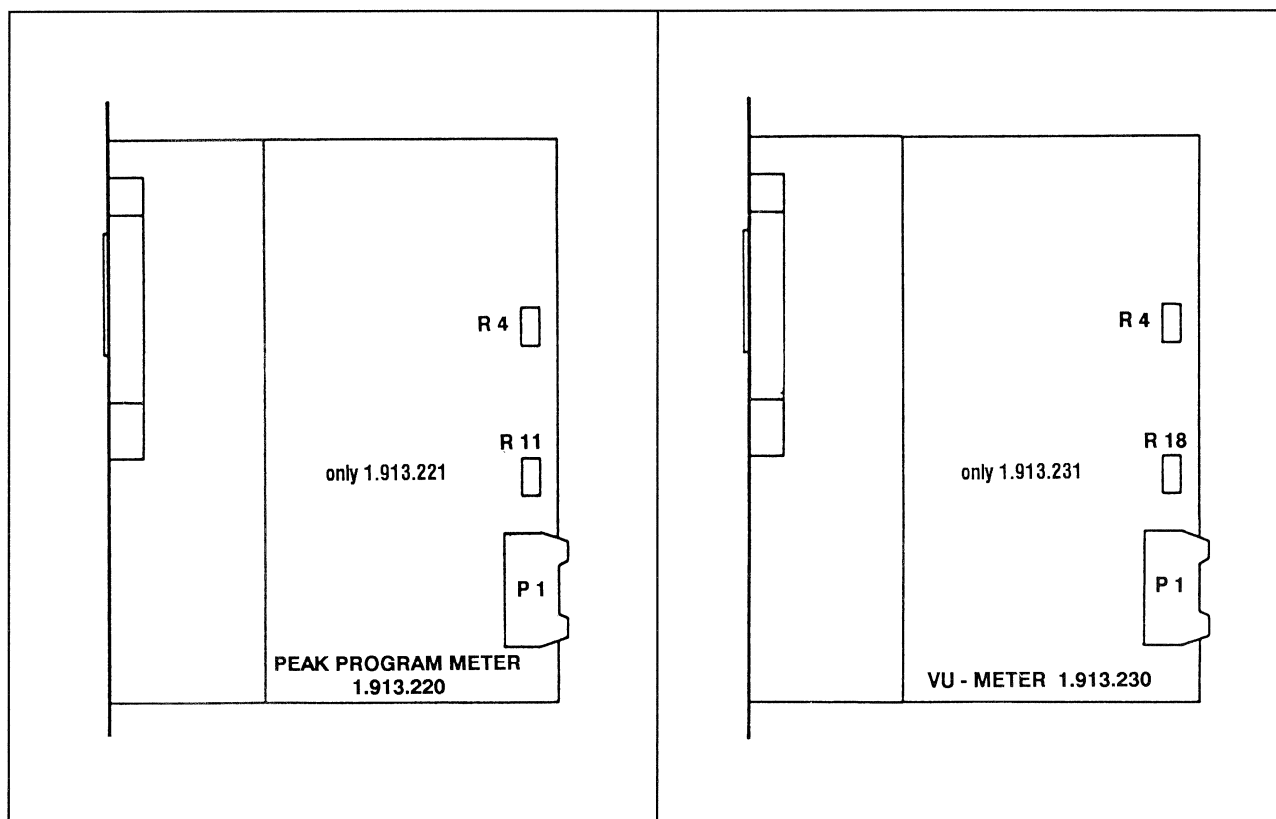 R 4
R 11
only 1.913.221
P 1
PEAK PROGRAM METER
1.913.220
R 4
R 18
only 1.913.231
P 1
VU - METER 1.913.230